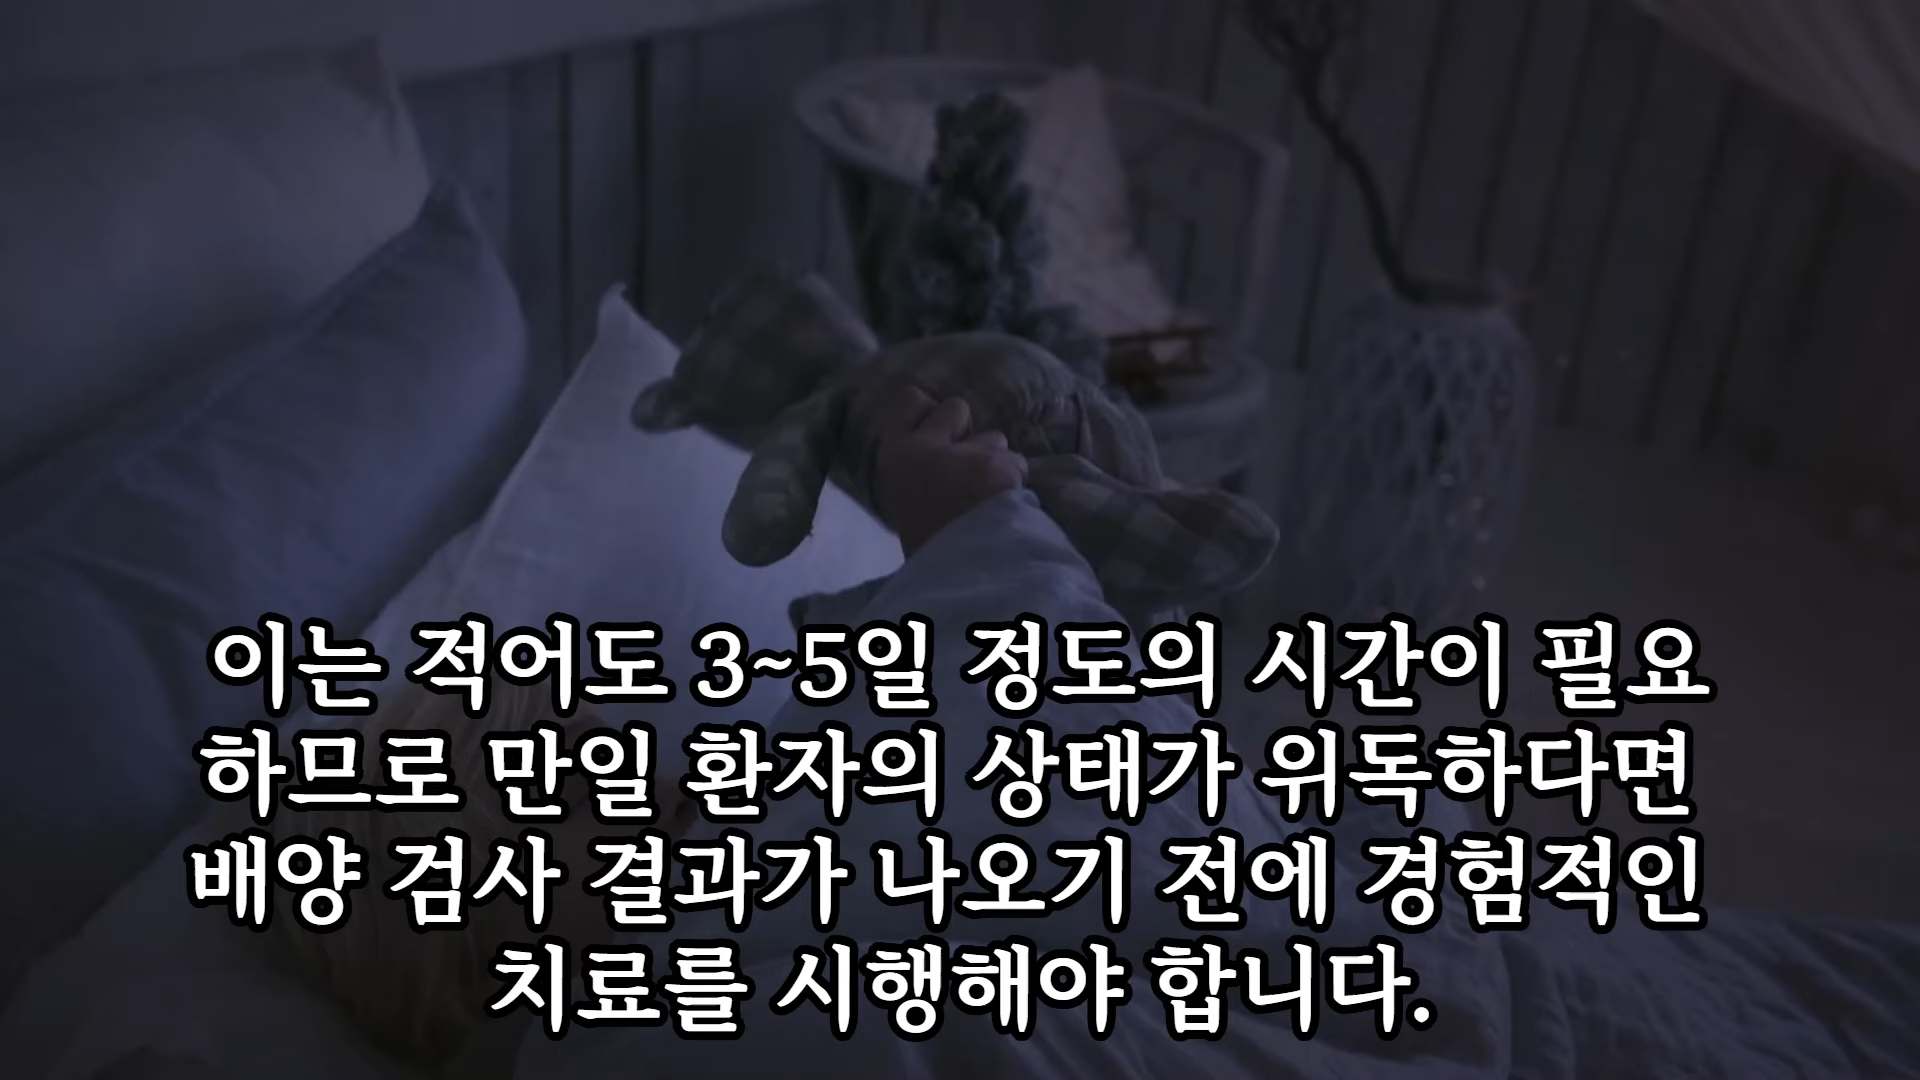 이는 적어도 3~5일 정도의 시간이 필요
하므로 만일 환자의 상태가 위독하다면
배양 검사 결과가 나오기 전에 경험적인
치료를 시행해야 합니다.